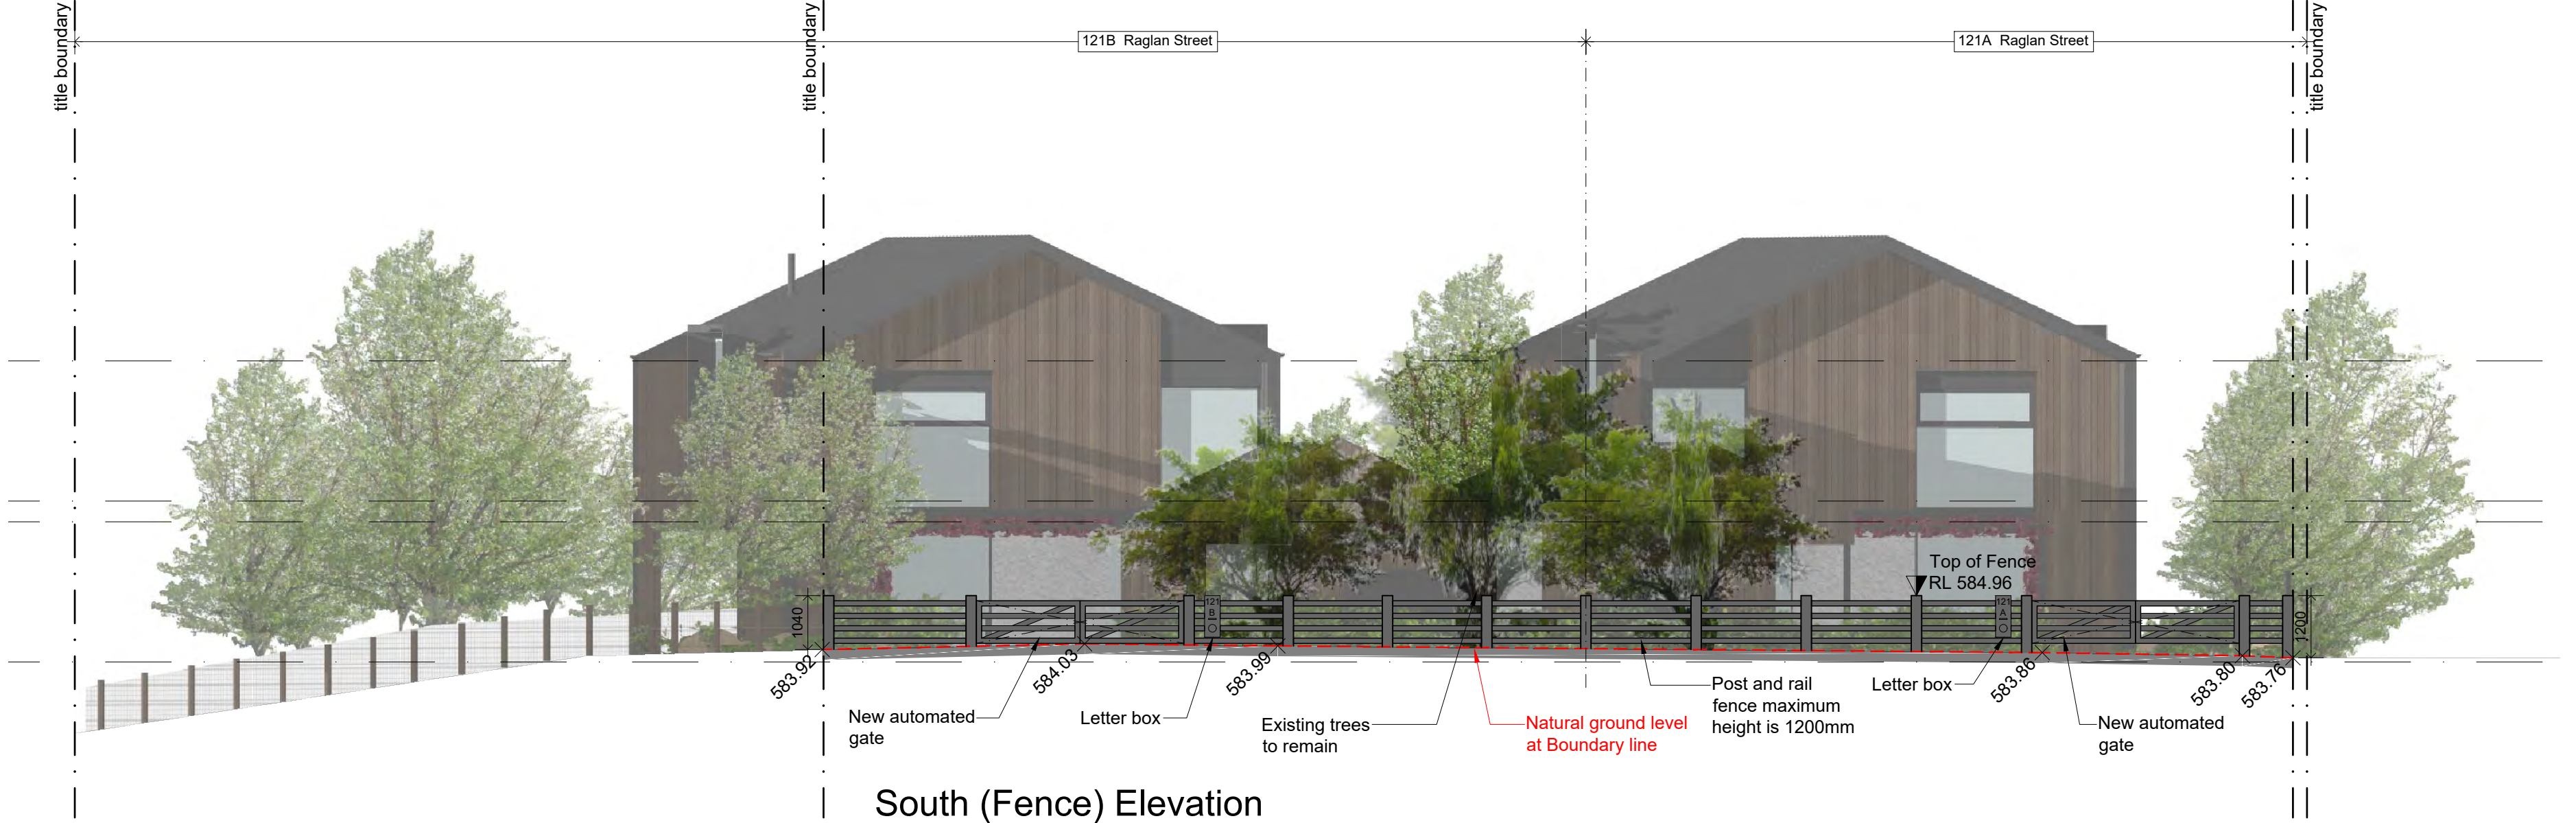 title boundary
title boundary
121B Raglan Street
121A Raglan Street
title boundary
Top of Fence
RL 584.96
1040
121
B
121
A
1200
583.92
584.03
583.99
583.86
583.80
583.76
New automated
gate
Letter box
Existing trees
to remain
Natural ground level
at Boundary line
Post and rail
fence maximum
height is 1200mm
Letter box
New automated
gate
South (Fence) Elevation